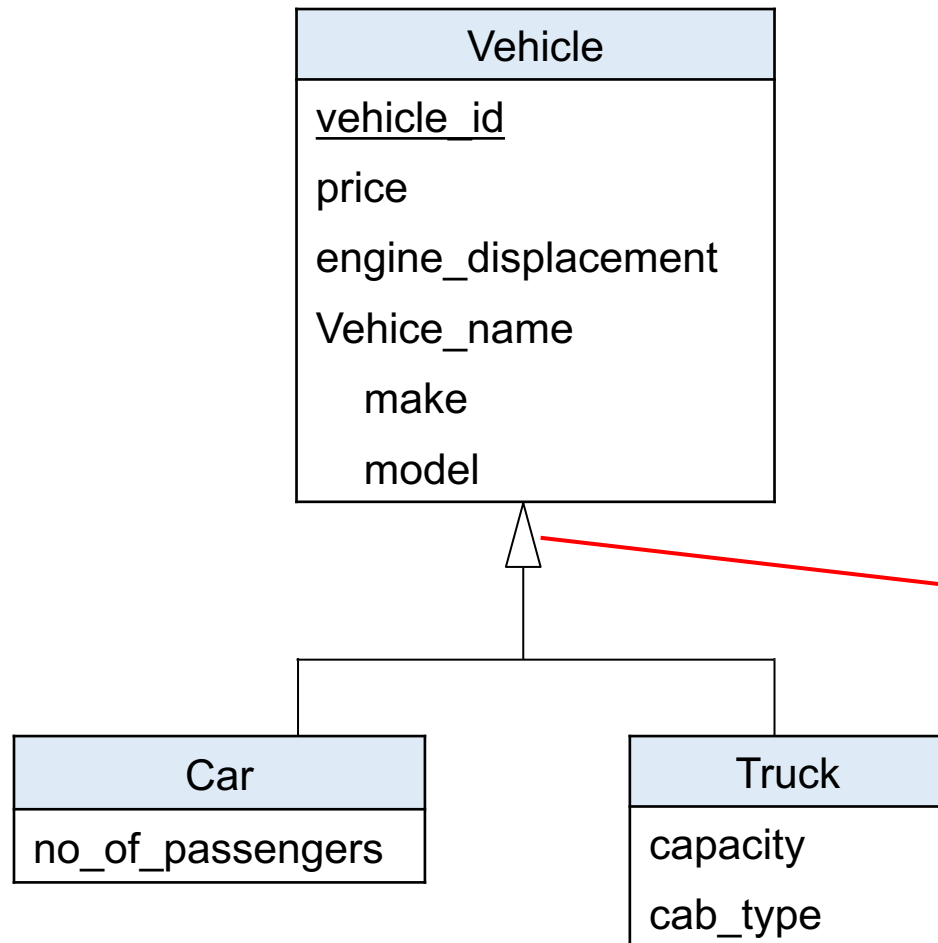 Vehicle
vehicle_id
price
engine_displacement
Vehice_name
make
model
Car
no_of_passengers
Truck
capacity
cab_type